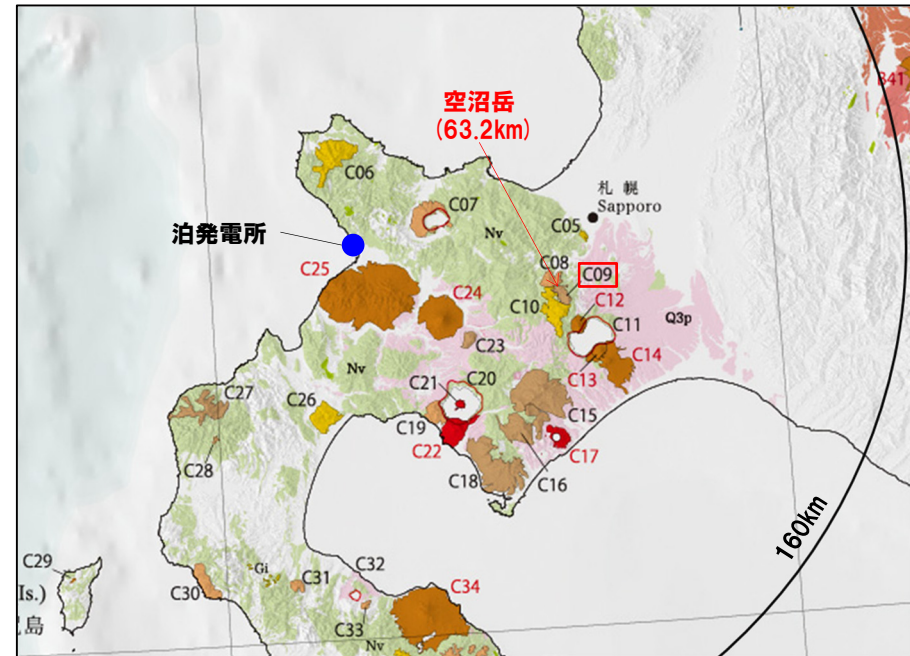 B41
空沼岳
(63.2km)
C06
札幌
Sapporo
C07
C05
泊発電所
Nv
C25
C08
C09
C24
C10
C12
C11
Q3p
C23
C14
Nv
C13
C21
C20
C27
C26
C15
C19
C22
C17
C28
C18
C16
160km
C29
C32
Gi
C31
C34
Is.)
C30
島
C33
Nv